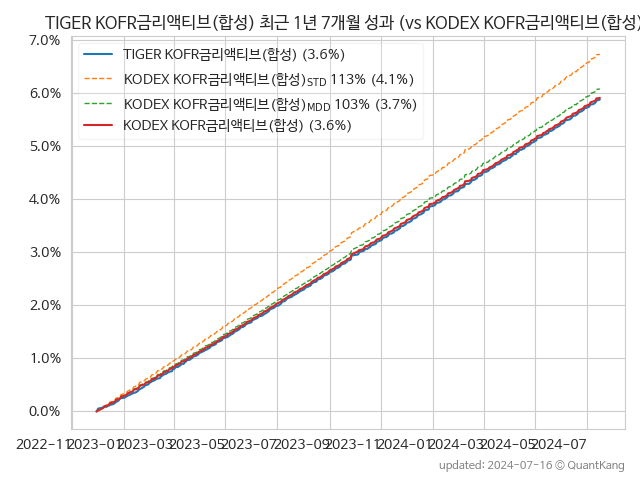 TIGER KOFR금리액티브(합성) 최근 1년 7개월 성과 (vs KODEX KOFR금리액티브(합성)
7.0%
6.0%
5.0%
4.0%
3.0%
2.0%
1.0%
0.0%
TIGER KOFR금리액티브(합성) (3.6%)
KODEX KOFR금리액티브(합성)STD 113% (4.1%)
KODEX KOFR금리액티브(합성)MDD 103% (3.7%)
KODEX KOFR금리액티브(합성) (3.6%)
2022-11 2023-01 2023-03 2023-05 2023-07 2023-09 2023-11 2024-01 2024-03 2024-05 2024-07
updated: 2024-07-16 © QuantKang